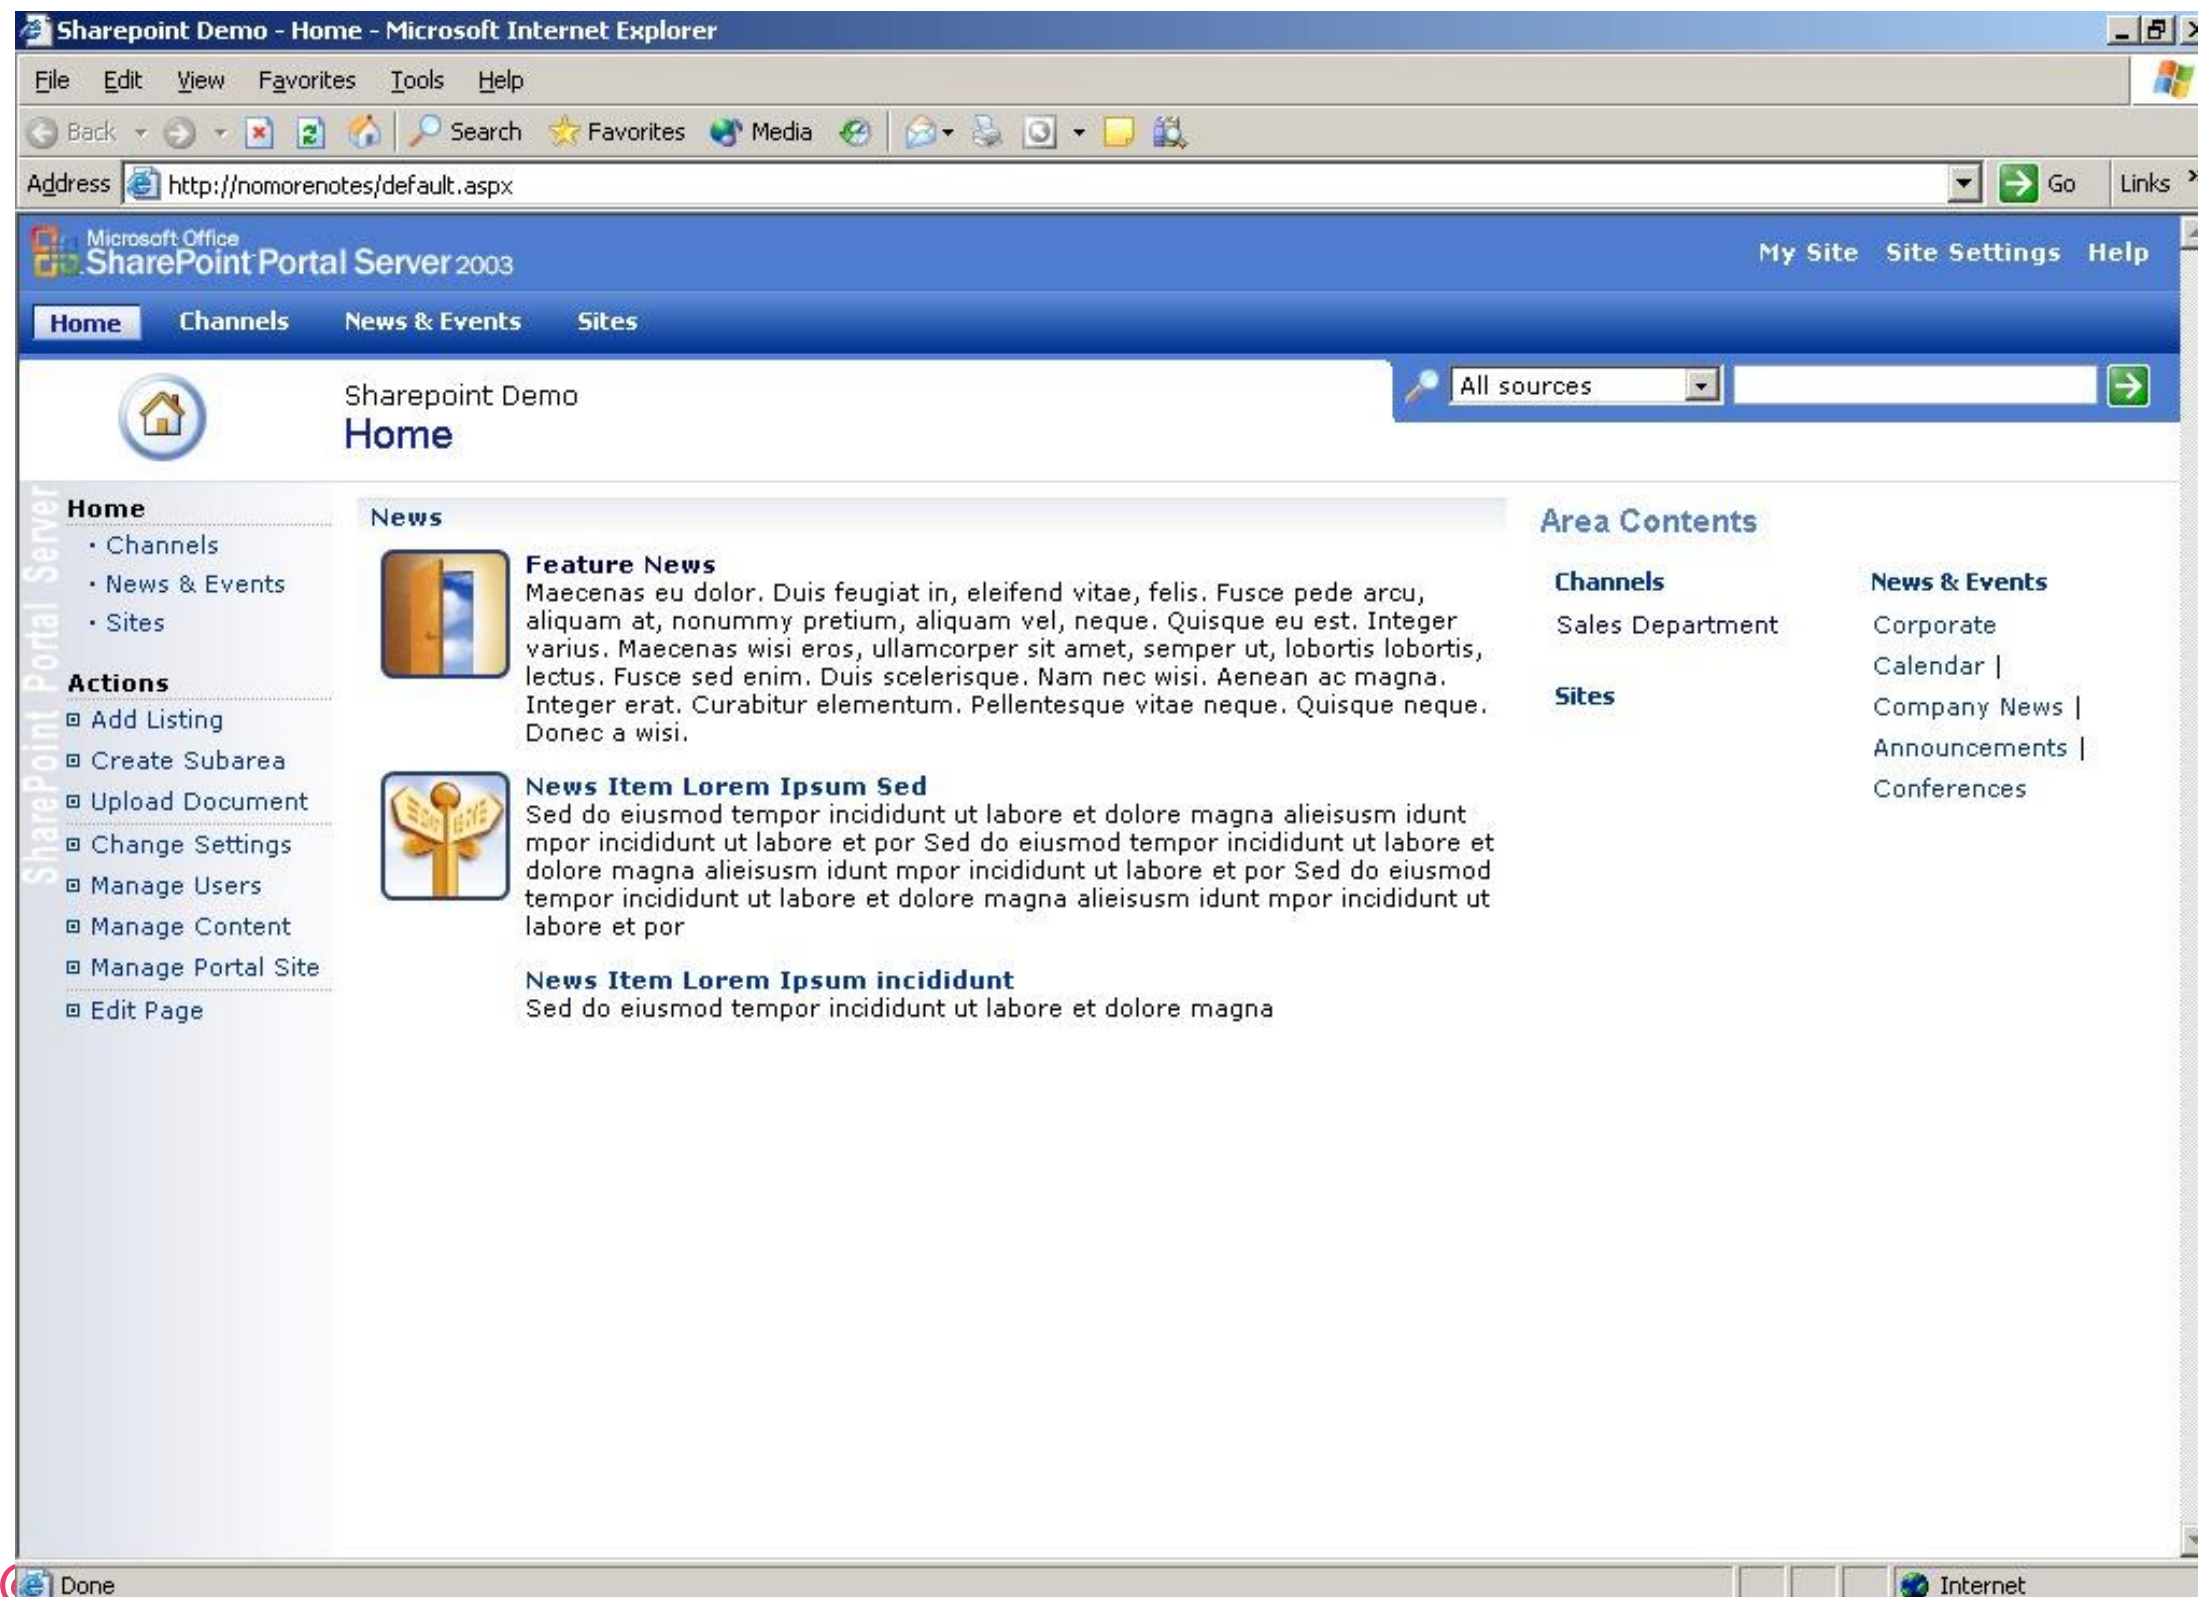 Sharepoint Demo - Home - Microsoft Internet Explorer
File Edit View Favorites Tools Help
Back Search Favorites Media
Address http://nomorenotes/default.aspx Go Links
Microsoft Office
SharePoint Portal Server 2003
My Site Site Settings Help
Home Channels News & Events Sites
All sources
Sharepoint Demo
Home
SharePoint Portal Server
Home
Channels
News & Events
Sites
Actions
Add Listing
Create Subarea
Upload Document
Change Settings
Manage Users
Manage Content
Manage Portal Site
Edit Page
News
Feature News
Maecenas eu dolor. Duis feugiat in, eleifend vitae, felis. Fusce pede arcu,
aliquam at, nonummy pretium, aliquam vel, neque. Quisque eu est. Integer
varius. Maecenas wisi eros, ullamcorper sit amet, semper ut, lobortis lobortis,
lectus. Fusce sed enim. Duis scelerisque. Nam nec wisi. Aenean ac magna.
Integer erat. Curabitur elementum. Pellentesque vitae neque. Quisque neque.
Donec a wisi.
News Item Lorem Ipsum Sed
Sed do eiusmod tempor incididunt ut labore et dolore magna alieisusm idunt
mpor incididunt ut labore et por Sed do eiusmod tempor incididunt ut labore et
dolore magna alieisusm idunt mpor incididunt ut labore et por Sed do eiusmod
tempor incididunt ut labore et dolore magna alieisusm idunt mpor incididunt ut
labore et por
News Item Lorem Ipsum incididunt
Sed do eiusmod tempor incididunt ut labore et dolore magna
Area Contents
Channels
Sales Department
Sites
News & Events
Corporate
Calendar |
Company News |
Announcements |
Conferences
Done
Internet